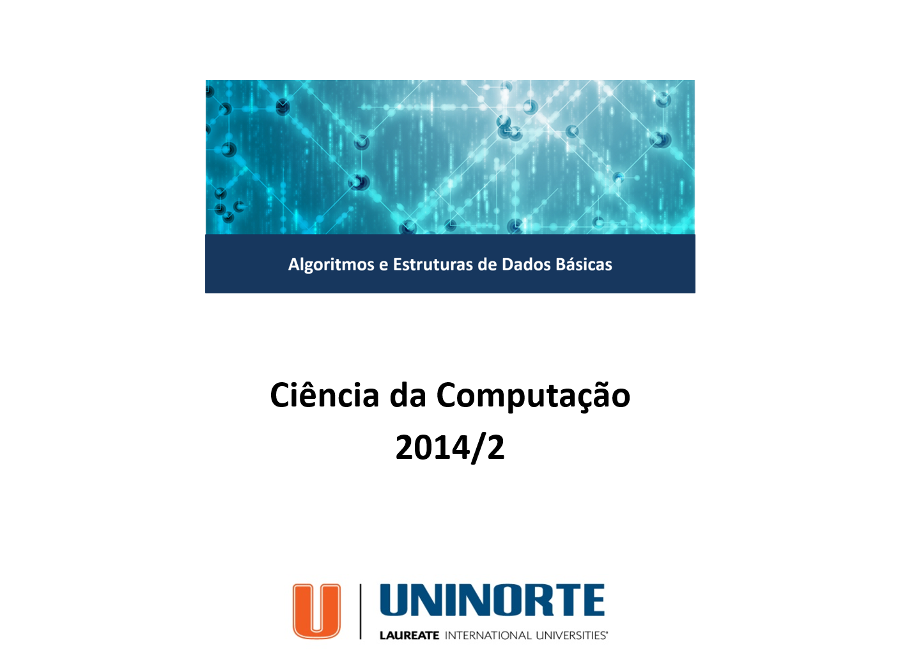 Algoritmos e Estruturas de Dados Básicas
Ciência da Computação
2014/2
U
UNINORTE
LAUREATE INTERNATIONAL UNIVERSITIES®